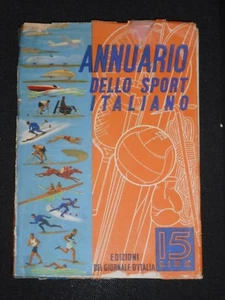 ANNUARIO
DELLO SPORT
ITALIANO
15
EDIZIONI
DEL GIORNALE D'ITALIA